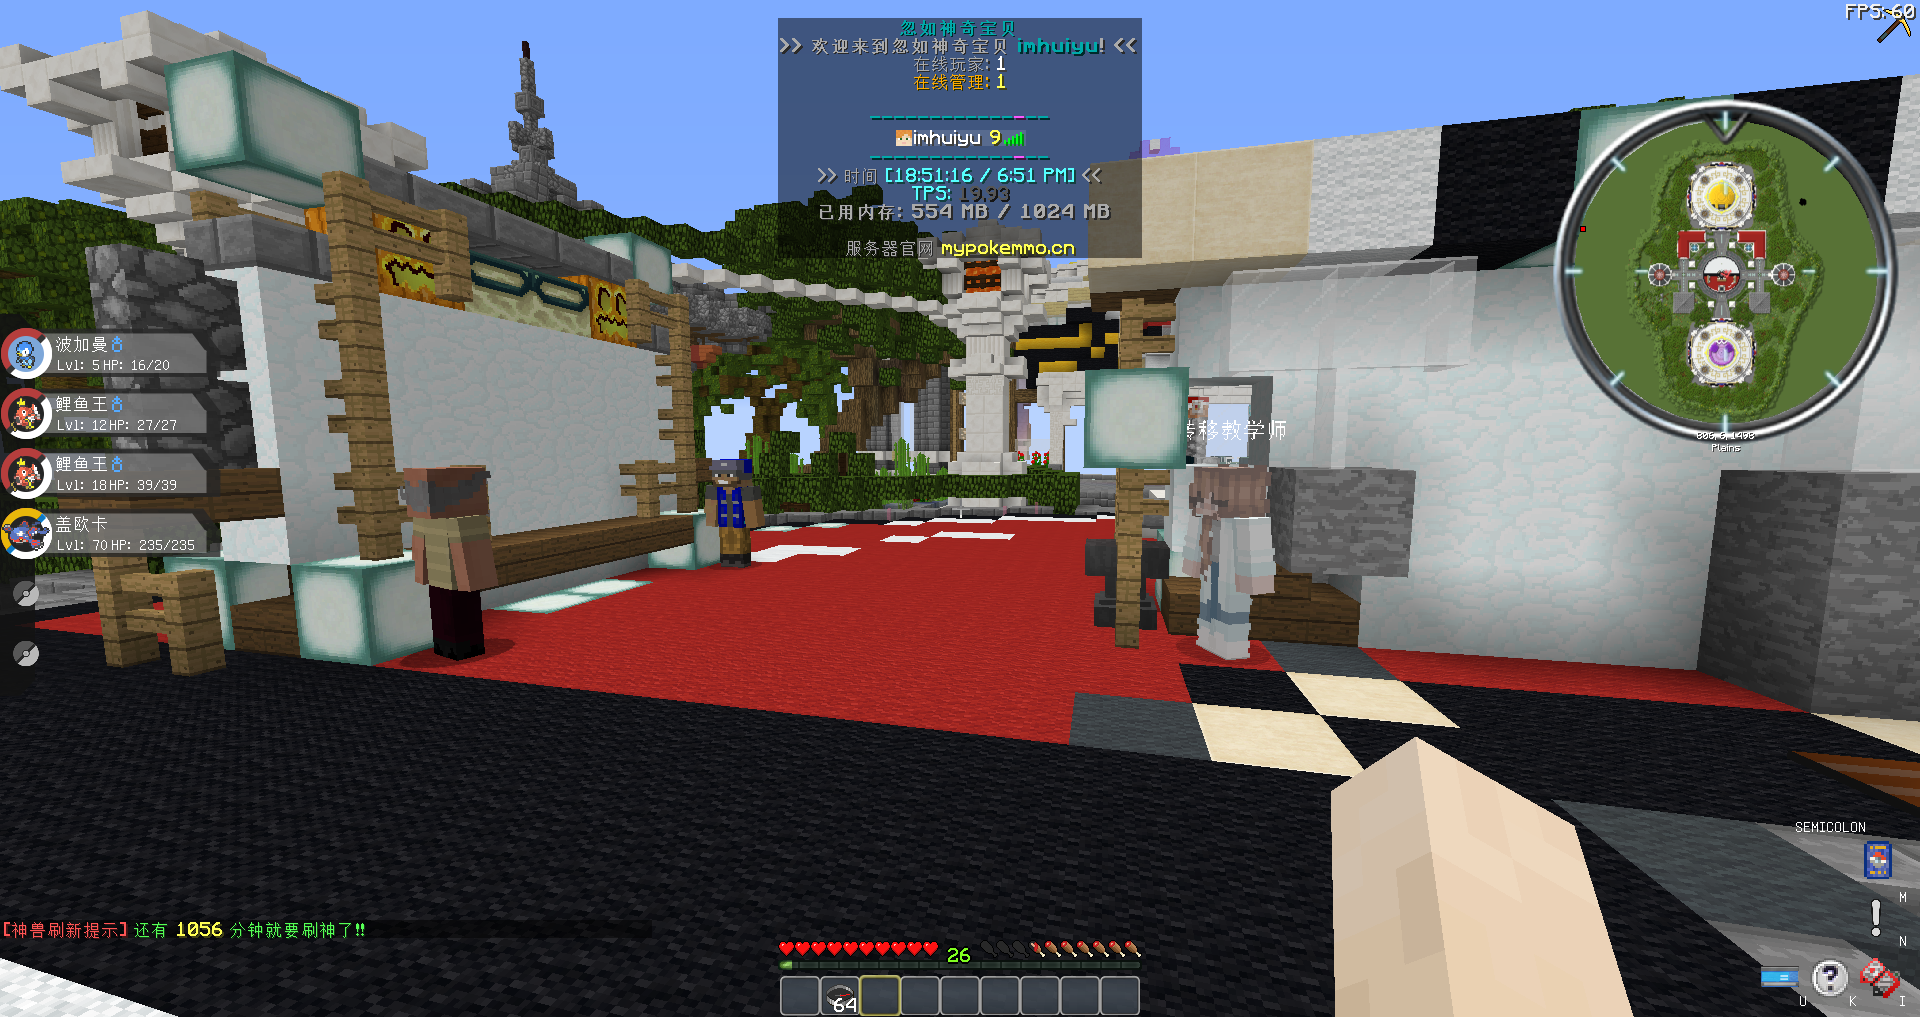 FPS: 60
忽如神奇宝贝
>> 欢迎来到忽如神奇宝贝 imhuiyu! <<
在线玩家: 1
在线管理: 1
imhuiyu 9
>> 时间 [18:51:16 / 6:51 PM] <<
TPS: 19.93
已用内存: 554 MB / 1024 MB
服务器官网 mypokemmo.cn
波加曼
Lvl: 5 HP: 16/20
鲤鱼王
Lvl: 12 HP: 27/27
鲤鱼王
Lvl: 18 HP: 39/39
盖欧卡
Lvl: 70 HP: 235/235
移教学师
Plains
SEMICOLON
M
N
U
K
I
[神兽刷新提示] 还有 1056 分钟就要刷神了!!
26
64